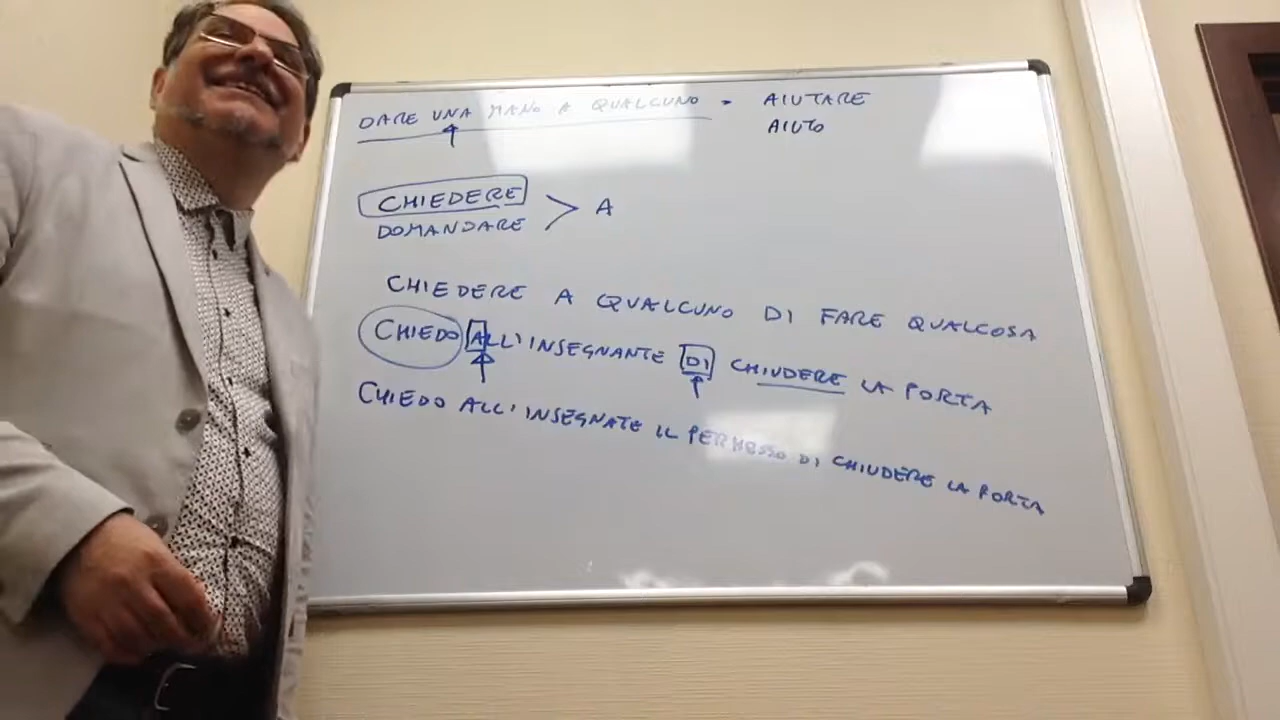 DARE UNA MANO A QUALCUNO = AIUTARE
AIUTO
CHIEDERE > A
DOMANDARE
CHIEDERE A QUALCUNO DI FARE QUALCOSA
CHIEDO ALL'INSEGNANTE DI CHIUDERE LA PORTA
CHIEDO ALL'INSEGNATE IL PERMESSO DI CHIUDERE LA PORTA